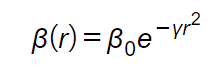 β(r) = β₀e^{-γr²}